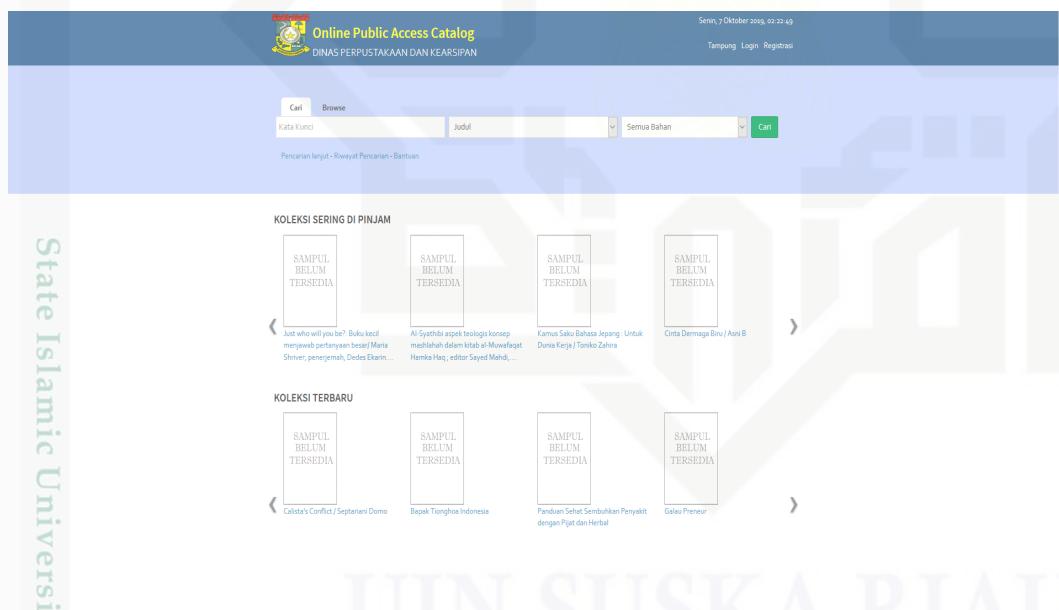 Online Public Access Catalog
DINAS PERPUSTAKAAN DAN KEARSIPAN
Senin, 7 Oktober 2019, 02:22:49
Tampung Login Registrasi
Cari Browse
Kata Kunci Judul Semua Bahan Cari
Pencarian lanjut - Riwayat Pencarian - Bantuan
KOLEKSI SERING DI PINJAM
SAMPUL
BELUM
TERSEDIA
Just who will you be?: Buku kecil
menjawab pertanyaan besar/ Maria
Shriver; penerjemah, Dedes Ekarin...
SAMPUL
BELUM
TERSEDIA
Al-Syathibi aspek teologis konsep
mashlahah dalam kitab al-Muwafaqat
Hamka Haq ; editor Sayed Mahdi,...
SAMPUL
BELUM
TERSEDIA
Kamus Saku Bahasa Jepang : Untuk
Dunia Kerja / Toniko Zahira
SAMPUL
BELUM
TERSEDIA
Cinta Dermaga Biru / Asni B
KOLEKSI TERBARU
SAMPUL
BELUM
TERSEDIA
Calista's Conflict / Septariani Domo
SAMPUL
BELUM
TERSEDIA
Bapak Tionghoa Indonesia
SAMPUL
BELUM
TERSEDIA
Panduan Sehat Sembuhkan Penyakit
dengan Pijat dan Herbal
SAMPUL
BELUM
TERSEDIA
Galau Preneur
State Islamic Universi
UIN SUSKA RIAU